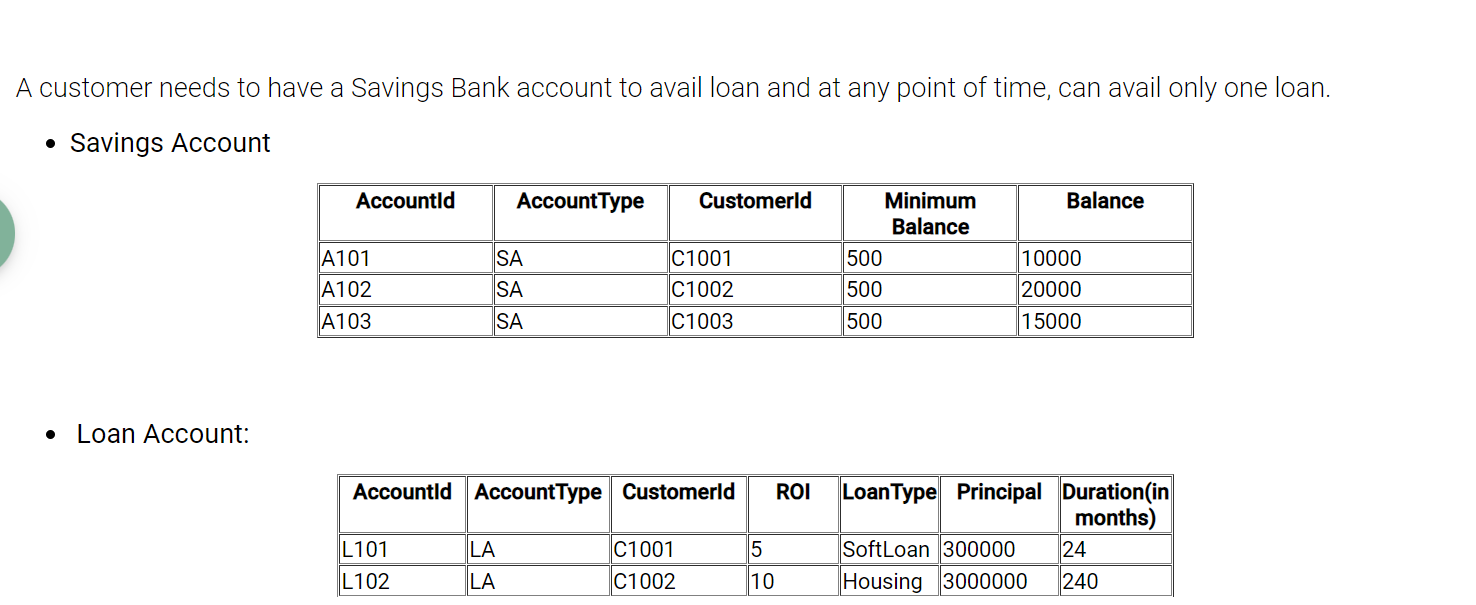 A customer needs to have a Savings Bank account to avail loan and at any point of time, can avail only one loan.
• Savings Account
AccountId AccountType CustomerId Minimum Balance Balance
A101 SA C1001 500 10000
A102 SA C1002 500 20000
A103 SA C1003 500 15000
• Loan Account:
AccountId AccountType CustomerId ROI LoanType Principal Duration(in months)
L101 LA C1001 5 SoftLoan 300000 24
L102 LA C1002 10 Housing 3000000 240